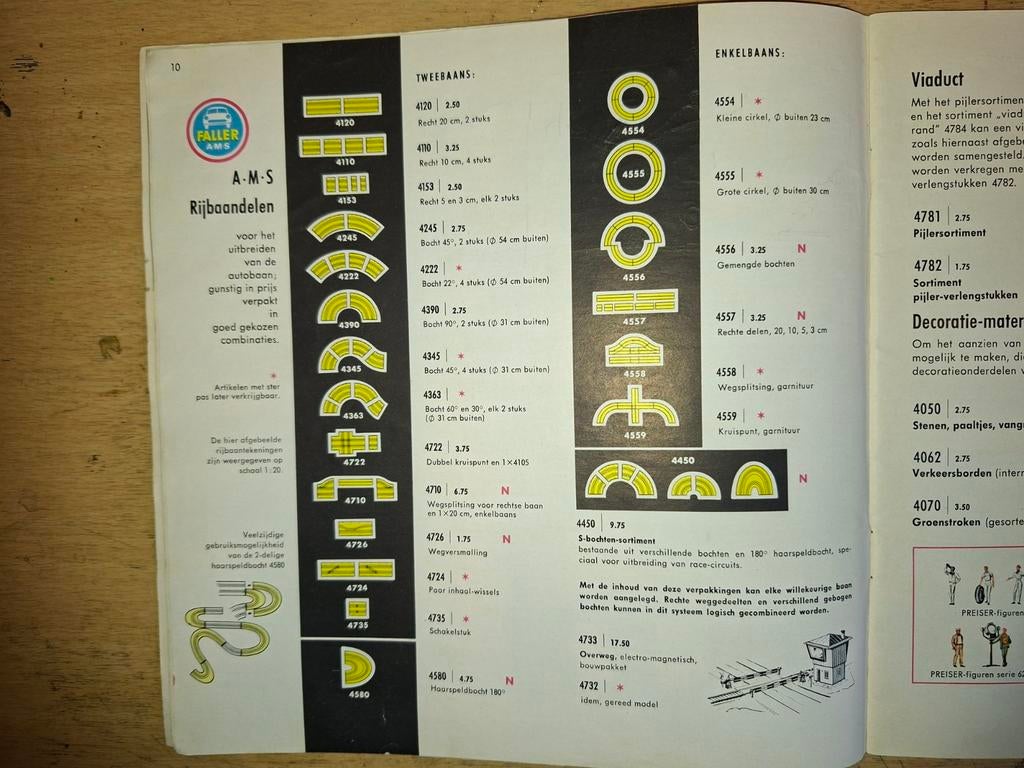 10
FALLER
AMS
A·M·S
Rijbaandelen
voor het
uitbreiden
van de
autobaan;
gunstig in prijs
verpakt
in
goed gekozen
combinaties.
*
Artikelen met ster
pas later verkrijgbaar.
De hier afgebeelde
rijbaantekeningen
zijn weergegeven op
schaal 1:20.
Veelzijdige
gebruiksmogelijkheid
van de 2-delige
haarspeldbocht 4580
4120
4110
4153
4245
4222
4390
4345
4363
4722
4710
4726
4724
4735
4580
TWEEBAANS:
4120 | 2.50
Recht 20 cm, 2 stuks
4110 | 3.25
Recht 10 cm, 4 stuks
4153 | 2.50
Recht 5 en 3 cm, elk 2 stuks
4245 | 2.75
Bocht 45°, 2 stuks (∅ 54 cm buiten)
4222 | *
Bocht 22°, 4 stuks (∅ 54 cm buiten)
4390 | 2.75
Bocht 90°, 2 stuks (∅ 31 cm buiten)
4345 | *
Bocht 45°, 4 stuks (∅ 31 cm buiten)
4363 | *
Bocht 60° en 30°, elk 2 stuks
(∅ 31 cm buiten)
4722 | 3.75
Dubbel kruispunt en 1×4105
4710 | 6.75 N
Wegsplitsing voor rechtse baan
en 1×20 cm, enkelbaans
4726 | 1.75 N
Wegversmalling
4724 | *
Paar inhaal-wissels
4735 | *
Schakelstuk
4580 | 4.75 N
Haarspeldbocht 180°
4554
4555
4556
4557
4558
4559
4450
ENKELBAANS:
4554 | *
Kleine cirkel, ∅ buiten 23 cm
4555 | *
Grote cirkel, ∅ buiten 30 cm
4556 | 3.25 N
Gemengde bochten
4557 | 3.25 N
Rechte delen, 20, 10, 5, 3 cm
4558 | *
Wegsplitsing, garnituur
4559 | *
Kruispunt, garnituur
N
4450 | 9.75
S-bochten-sortiment
bestaande uit verschillende bochten en 180° haarspeldbocht, spe-
ciaal voor uitbreiding van race-circuits.
Met de inhoud van deze verpakkingen kan elke willekeurige baan
worden aangelegd. Rechte weggedeelten en verschillend gebogen
bochten kunnen in dit systeem logisch gecombineerd worden.
4733 | 17.50
Overweg, electro-magnetisch,
bouwpakket
4732 | *
idem, gereed model
Viaduct
Met het pijlersortimen
en het sortiment „viad
rand" 4784 kan een vi
zoals hiernaast afgebe
worden samengesteld.
worden verkregen me
verlengstukken 4782.
4781 | 2.75
Pijlersortiment
4782 | 1.75
Sortiment
pijler-verlengstukken
Decoratie-mater
Om het aanzien van
mogelijk te maken, die
decoratieonderdelen v
4050 | 2.75
Stenen, paaltjes, vang
4062 | 2.75
Verkeersborden (intern
4070 | 3.50
Groenstroken (gesorte
PREISER-figuren
PREISER-figuren serie 62